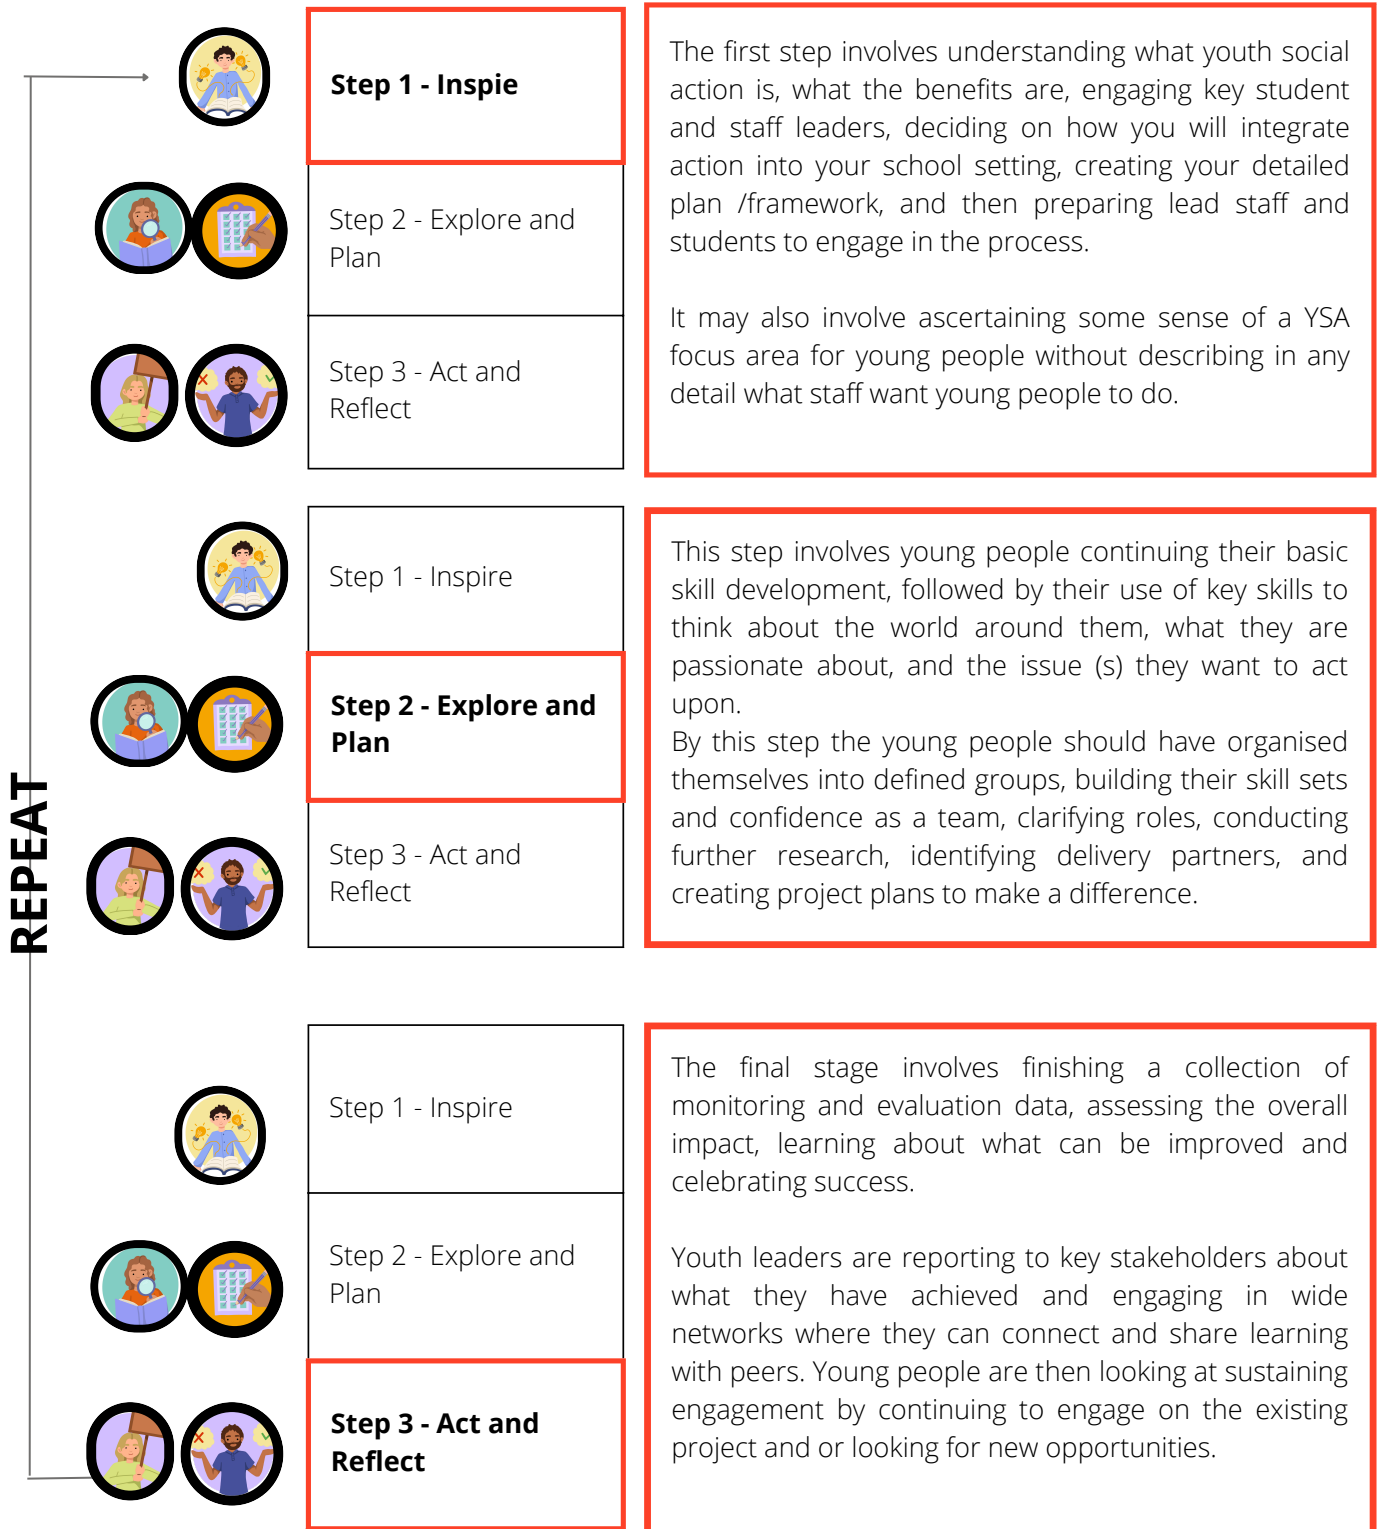 Step 1 - Inspie
Step 2 - Explore and
Plan
Step 3 - Act and
Reflect
The first step involves understanding what youth social
action is, what the benefits are, engaging key student
and staff leaders, deciding on how you will integrate
action into your school setting, creating your detailed
plan /framework, and then preparing lead staff and
students to engage in the process.
It may also involve ascertaining some sense of a YSA
focus area for young people without describing in any
detail what staff want young people to do.
Step 1 - Inspire
Step 2 - Explore and
Plan
Step 3 - Act and
Reflect
This step involves young people continuing their basic
skill development, followed by their use of key skills to
think about the world around them, what they are
passionate about, and the issue (s) they want to act
upon.
By this step the young people should have organised
themselves into defined groups, building their skill sets
and confidence as a team, clarifying roles, conducting
further research, identifying delivery partners, and
creating project plans to make a difference.
REPEAT
Step 1 - Inspire
Step 2 - Explore and
Plan
Step 3 - Act and
Reflect
The final stage involves finishing a collection of
monitoring and evaluation data, assessing the overall
impact, learning about what can be improved and
celebrating success.
Youth leaders are reporting to key stakeholders about
what they have achieved and engaging in wide
networks where they can connect and share learning
with peers. Young people are then looking at sustaining
engagement by continuing to engage on the existing
project and or looking for new opportunities.